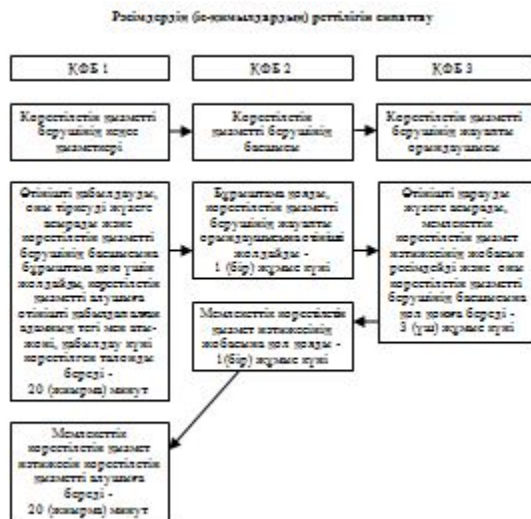 Рәсімдердің (іс-қимылдардың) реттілігін сипаттау
ҚФБ 1
ҚФБ 2
ҚФБ 3
Көрсетілетін қызметті
берушінің кеңсе
қызметкері
Көрсетілетін
қызметті берушінің
басшысы
Көрсетілетін қызметті
берушінің жауапты
орындаушысы
Өтінішті қабылдауды,
оны тіркеуді жүзеге
асырады және
көрсетілетін қызметті
берушінің басшысына
бұрыштама қою үшін
жолдайды, көрсетілетін
қызметті алушыға
өтінішті қабылдап алған
адамның тегі мен аты-
жөні, қабылдау күні
көрсетілген талонды
береді -
20 (жиырма) минут
Бұрыштама қояды,
көрсетілетін қызметті
берушінің жауапты
орындаушысына өтінішті
жолдайды -
1 (бір) жұмыс күні
Өтінішті қарауды
жүзеге асырады,
мемлекеттік
көрсетілетін қызмет
нәтижесінің жобасын
рәсімдейді және оны
көрсетілетін қызметті
берушінің басшысына
қол қоюға береді -
3 (үш) жұмыс күні
Мемлекеттік көрсетілетін
қызмет нәтижесінің
жобасына қол қояды -
1(бір) жұмыс күні
Мемлекеттік
көрсетілетін қызмет
нәтижесін көрсетілетін
қызметті алушыға
береді -
20 (жиырма) минут